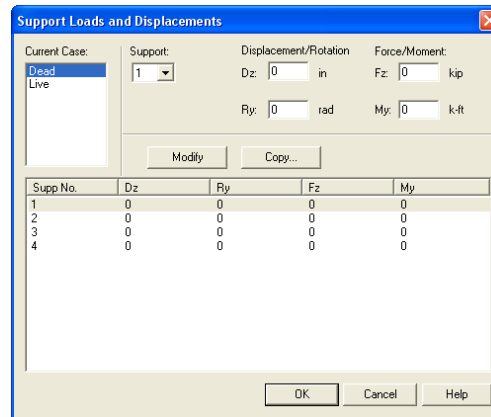 Support Loads and Displacements
Current Case:
Dead
Live
Support:
1
Displacement/Rotation
Dz: 0 in
Ry: 0 rad
Force/Moment:
Fz: 0 kip
My: 0 k-ft
Modify Copy...
Supp No. Dz Ry Fz My
1 0 0 0 0
2 0 0 0 0
3 0 0 0 0
4 0 0 0 0
OK Cancel Help